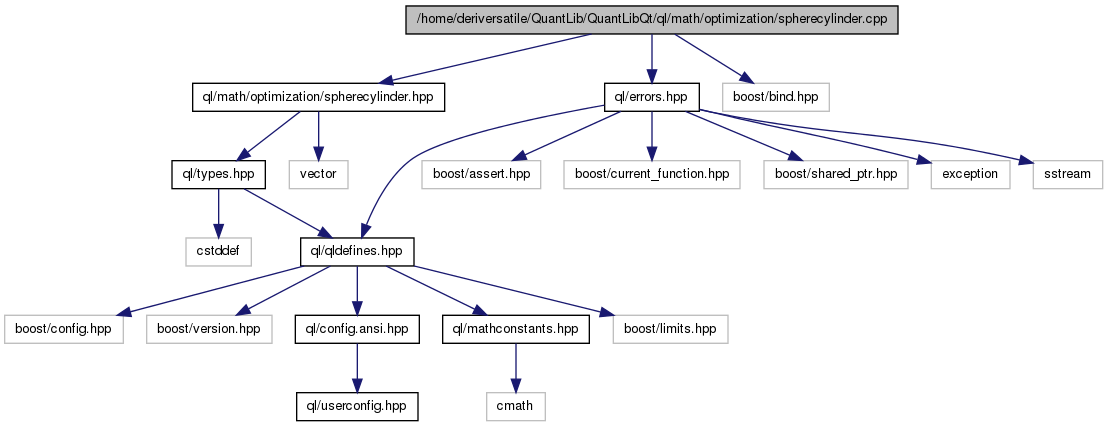 /home/deriversatile/QuantLib/QuantLibQt/ql/math/optimization/spherecylinder.cpp
ql/math/optimization/spherecylinder.hpp
ql/errors.hpp
boost/bind.hpp
ql/types.hpp
vector
boost/assert.hpp
boost/current_function.hpp
boost/shared_ptr.hpp
exception
sstream
cstddef
ql/qldefines.hpp
boost/config.hpp
boost/version.hpp
ql/config.ansi.hpp
ql/mathconstants.hpp
boost/limits.hpp
ql/userconfig.hpp
cmath